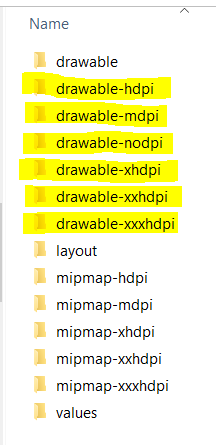 Name
drawable
drawable-hdpi
drawable-mdpi
drawable-nodpi
drawable-xhdpi
drawable-xxhdpi
drawable-xxxhdpi
layout
mipmap-hdpi
mipmap-mdpi
mipmap-xhdpi
mipmap-xxhdpi
mipmap-xxxhdpi
values